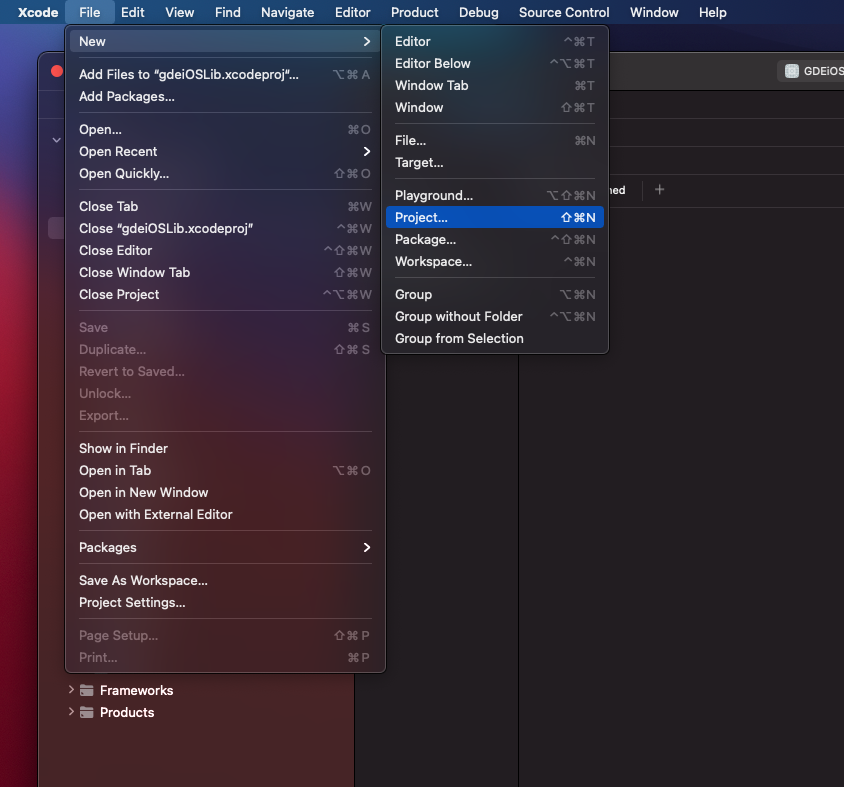 Xcode File Edit View Find Navigate Editor Product Debug Source Control Window Help
New
Add Files to “gdeiOSLib.xcodeproj”... ⌥⌘A
Add Packages...
Open... ⌘O
Open Recent
Open Quickly... ⇧⌘O
Close Tab ⌘W
Close “gdeiOSLib.xcodeproj” ^⌘W
Close Editor ^⇧⌘W
Close Window Tab ⇧⌘W
Close Project ^⌥⌘W
Save ⌘S
Duplicate... ⇧⌘S
Revert to Saved...
Unlock...
Export...
Show in Finder
Open in Tab ⌥⌘O
Open in New Window
Open with External Editor
Packages
Save As Workspace...
Project Settings...
Page Setup... ⇧⌘P
Print... ⌘P
Editor ^⌘T
Editor Below ^⌥⌘T
Window Tab ⌘T
Window ⇧⌘T
File... ⌘N
Target...
Playground... ⌥⇧⌘N
Project... ⇧⌘N
Package... ^⇧⌘N
Workspace... ^⌘N
Group ⌥⌘N
Group without Folder ^⌥⌘N
Group from Selection
GDEiOS
ned +
Frameworks
Products